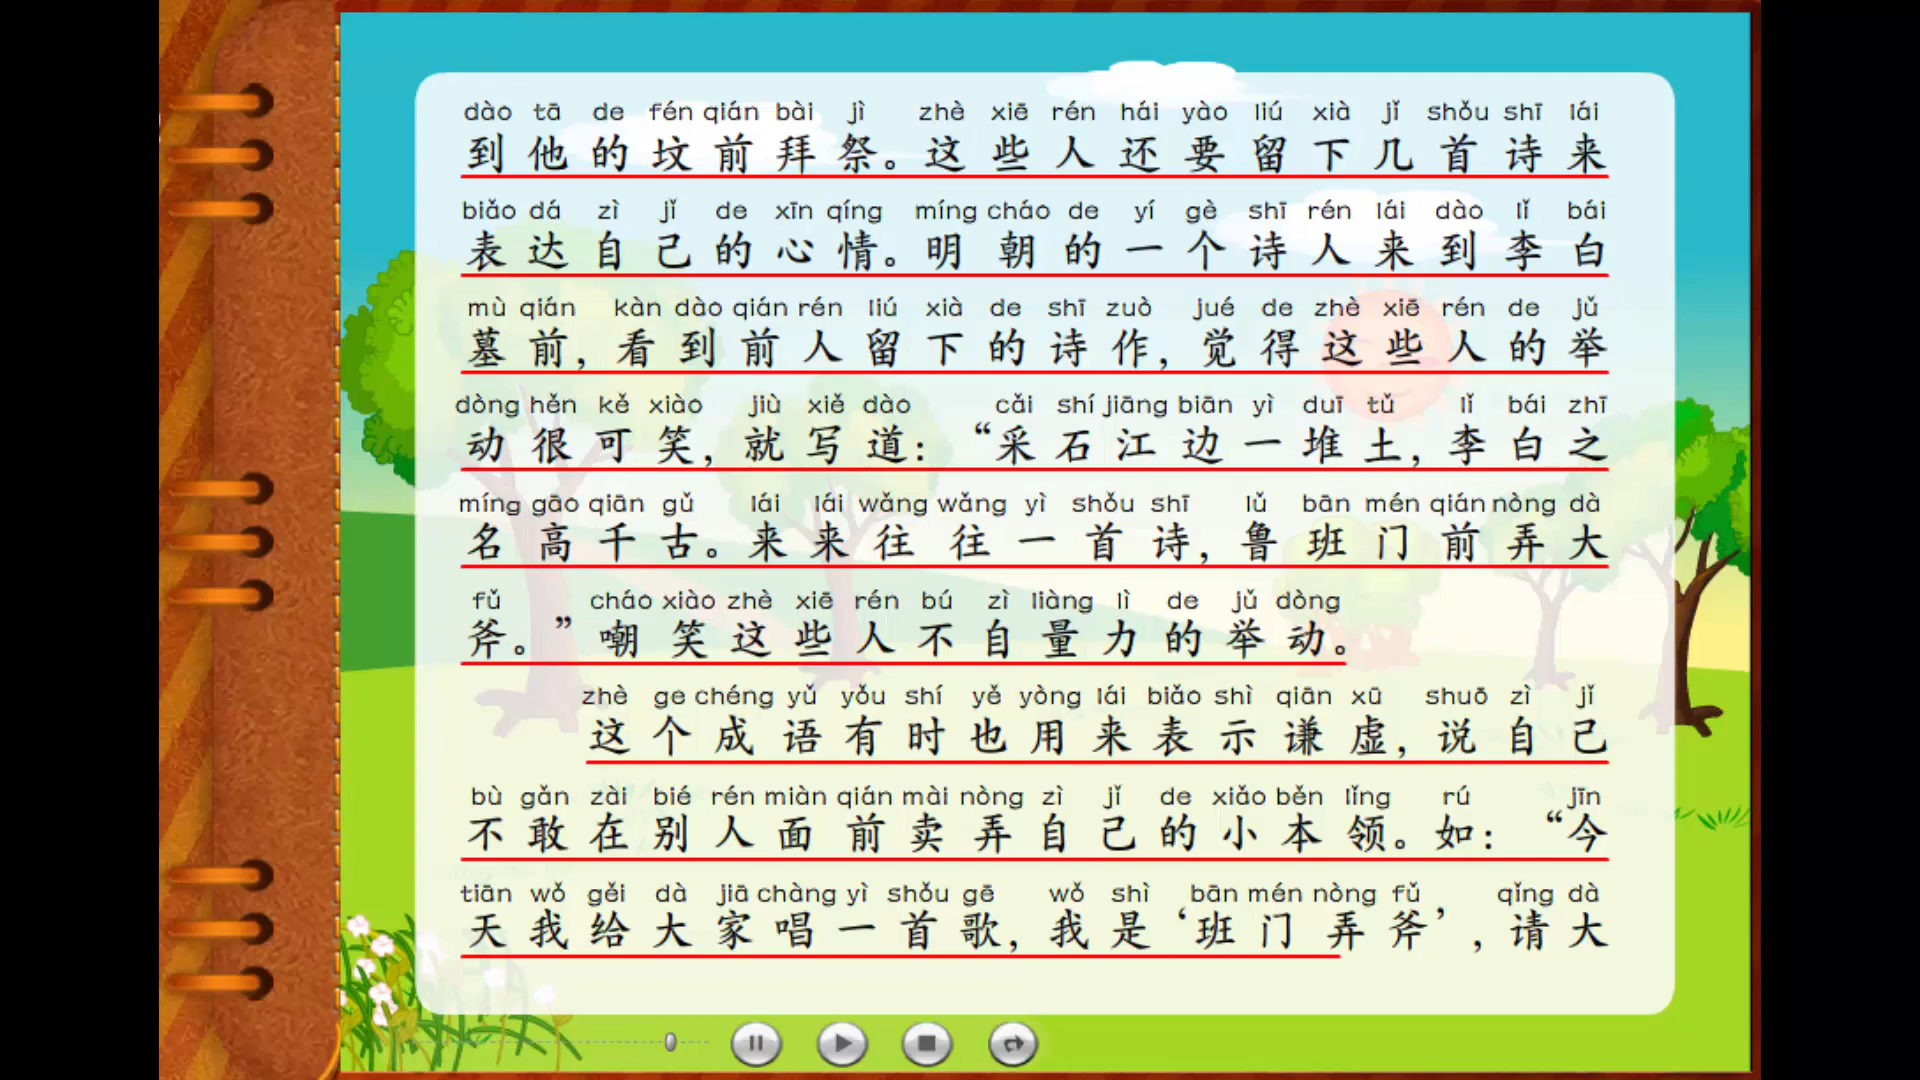 dào tā de fén qián bài jì zhè xiē rén hái yào liú xià jǐ shǒu shī lái
到他的坟前拜祭。这些人还要留下几首诗来
biǎo dá zì jǐ de xīn qíng míng cháo de yí gè shī rén lái dào lǐ bái
表达自己的心情。明朝的一个诗人来到李白
mù qián kàn dào qián rén liú xià de shī zuò jué de zhè xiē rén de jǔ
墓前，看到前人留下的诗作，觉得这些人的举
dòng hěn kě xiào jiù xiě dào cǎi shí jiāng biān yì duī tǔ lǐ bái zhī
动很可笑，就写道：“采石江边一堆土，李白之
míng gāo qiān gǔ lái lái wǎng wǎng yì shǒu shī lǔ bān mén qián nòng dà
名高千古。来来往往一首诗，鲁班门前弄大
fǔ cháo xiào zhè xiē rén bú zì liàng lì de jǔ dòng
斧。”嘲笑这些人不自量力的举动。
zhè ge chéng yǔ yǒu shí yě yòng lái biǎo shì qiān xū shuō zì jǐ
这个成语有时也用来表示谦虚，说自己
bù gǎn zài bié rén miàn qián mài nòng zì jǐ de xiǎo běn lǐng rú jīn
不敢在别人面前卖弄自己的小本领。如：“今
tiān wǒ gěi dà jiā chàng yì shǒu gē wǒ shì bān mén nòng fǔ qǐng dà
天我给大家唱一首歌，我是‘班门弄斧’，请大